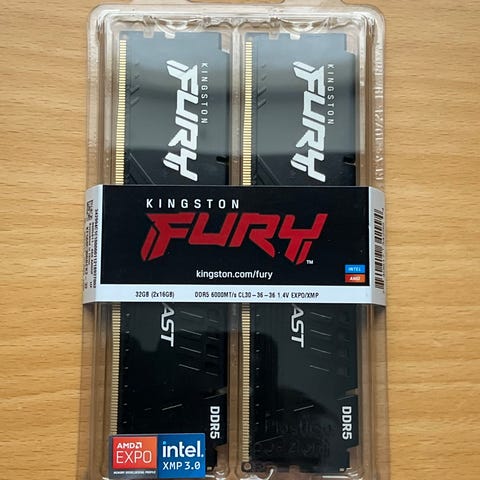 KINGSTON
FURY
KINGSTON
FURY
KINGSTON
FURY
TM
kingston.com/fury
INTEL
AMD
32GB (2x16GB) DDR5 6000MT/s CL30-36-36 1.4V EXPO/XMP
AST
AST
DDR5
DDR5
AMD
EXPO
intel.
XMP 3.0